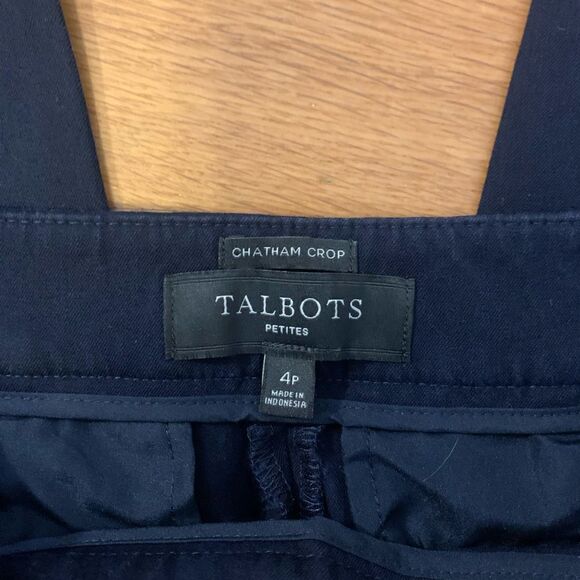 CHATHAM CROP
TALBOTS
PETITES
4P
MADE IN
INDONESIA